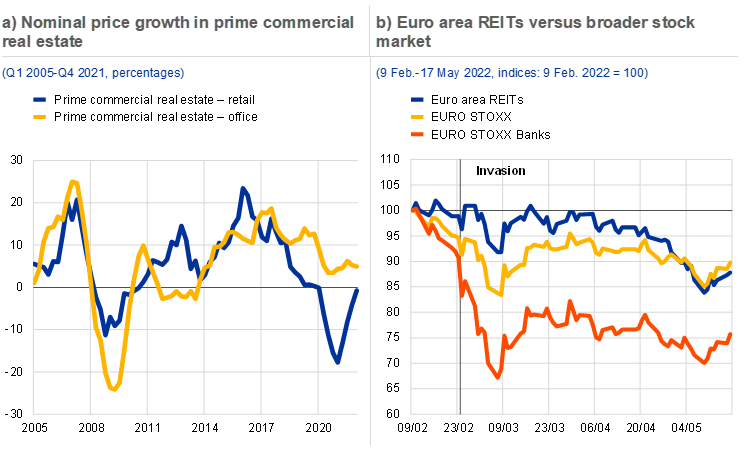 a) Nominal price growth in prime commercial
real estate
(Q1 2005-Q4 2021, percentages)
Prime commercial real estate – retail
Prime commercial real estate – office
30
20
10
0
-10
-20
-30
2005
2008
2011
2014
2017
2020
b) Euro area REITs versus broader stock
market
(9 Feb.-17 May 2022, indices: 9 Feb. 2022 = 100)
Euro area REITs
EURO STOXX
EURO STOXX Banks
Invasion
110
105
100
95
90
85
80
75
70
65
60
09/02
23/02
09/03
23/03
06/04
20/04
04/05